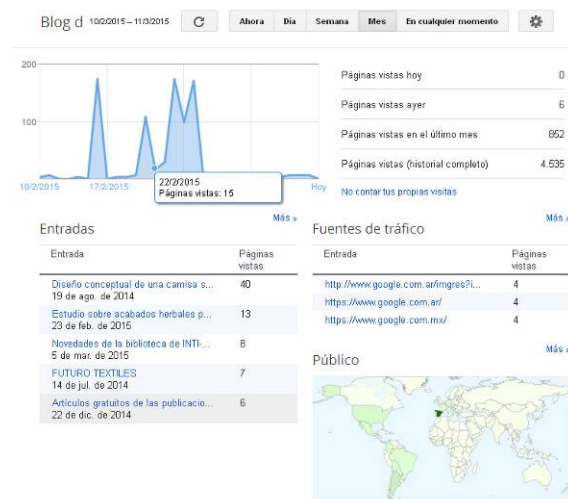 Blog d 10/2/2015 – 11/3/2015 Ahora Día Semana Mes En cualquier momento
200
100
10/2/2015 17/2/2015 Hoy
22/2/2015
Páginas vistas: 15
Páginas vistas hoy 0
Páginas vistas ayer 6
Páginas vistas en el último mes 852
Páginas vistas (historial completo) 4.535
No contar tus propias visitas
Más »
Entradas
Entrada Páginas vistas
Diseño conceptual de una camisa s... 40
19 de ago. de 2014
Estudio sobre acabados herbales p... 13
23 de feb. de 2015
Novedades de la biblioteca de INTI-... 8
5 de mar. de 2015
FUTURO TEXTILES 7
14 de jul. de 2014
Artículos gratuitos de las publicacio... 6
22 de dic. de 2014
Más »
Fuentes de tráfico
Entrada Páginas vistas
http://www.google.com.ar/imgres?i... 4
https://www.google.com.ar/ 4
https://www.google.com.mx/ 4
Más »
Público